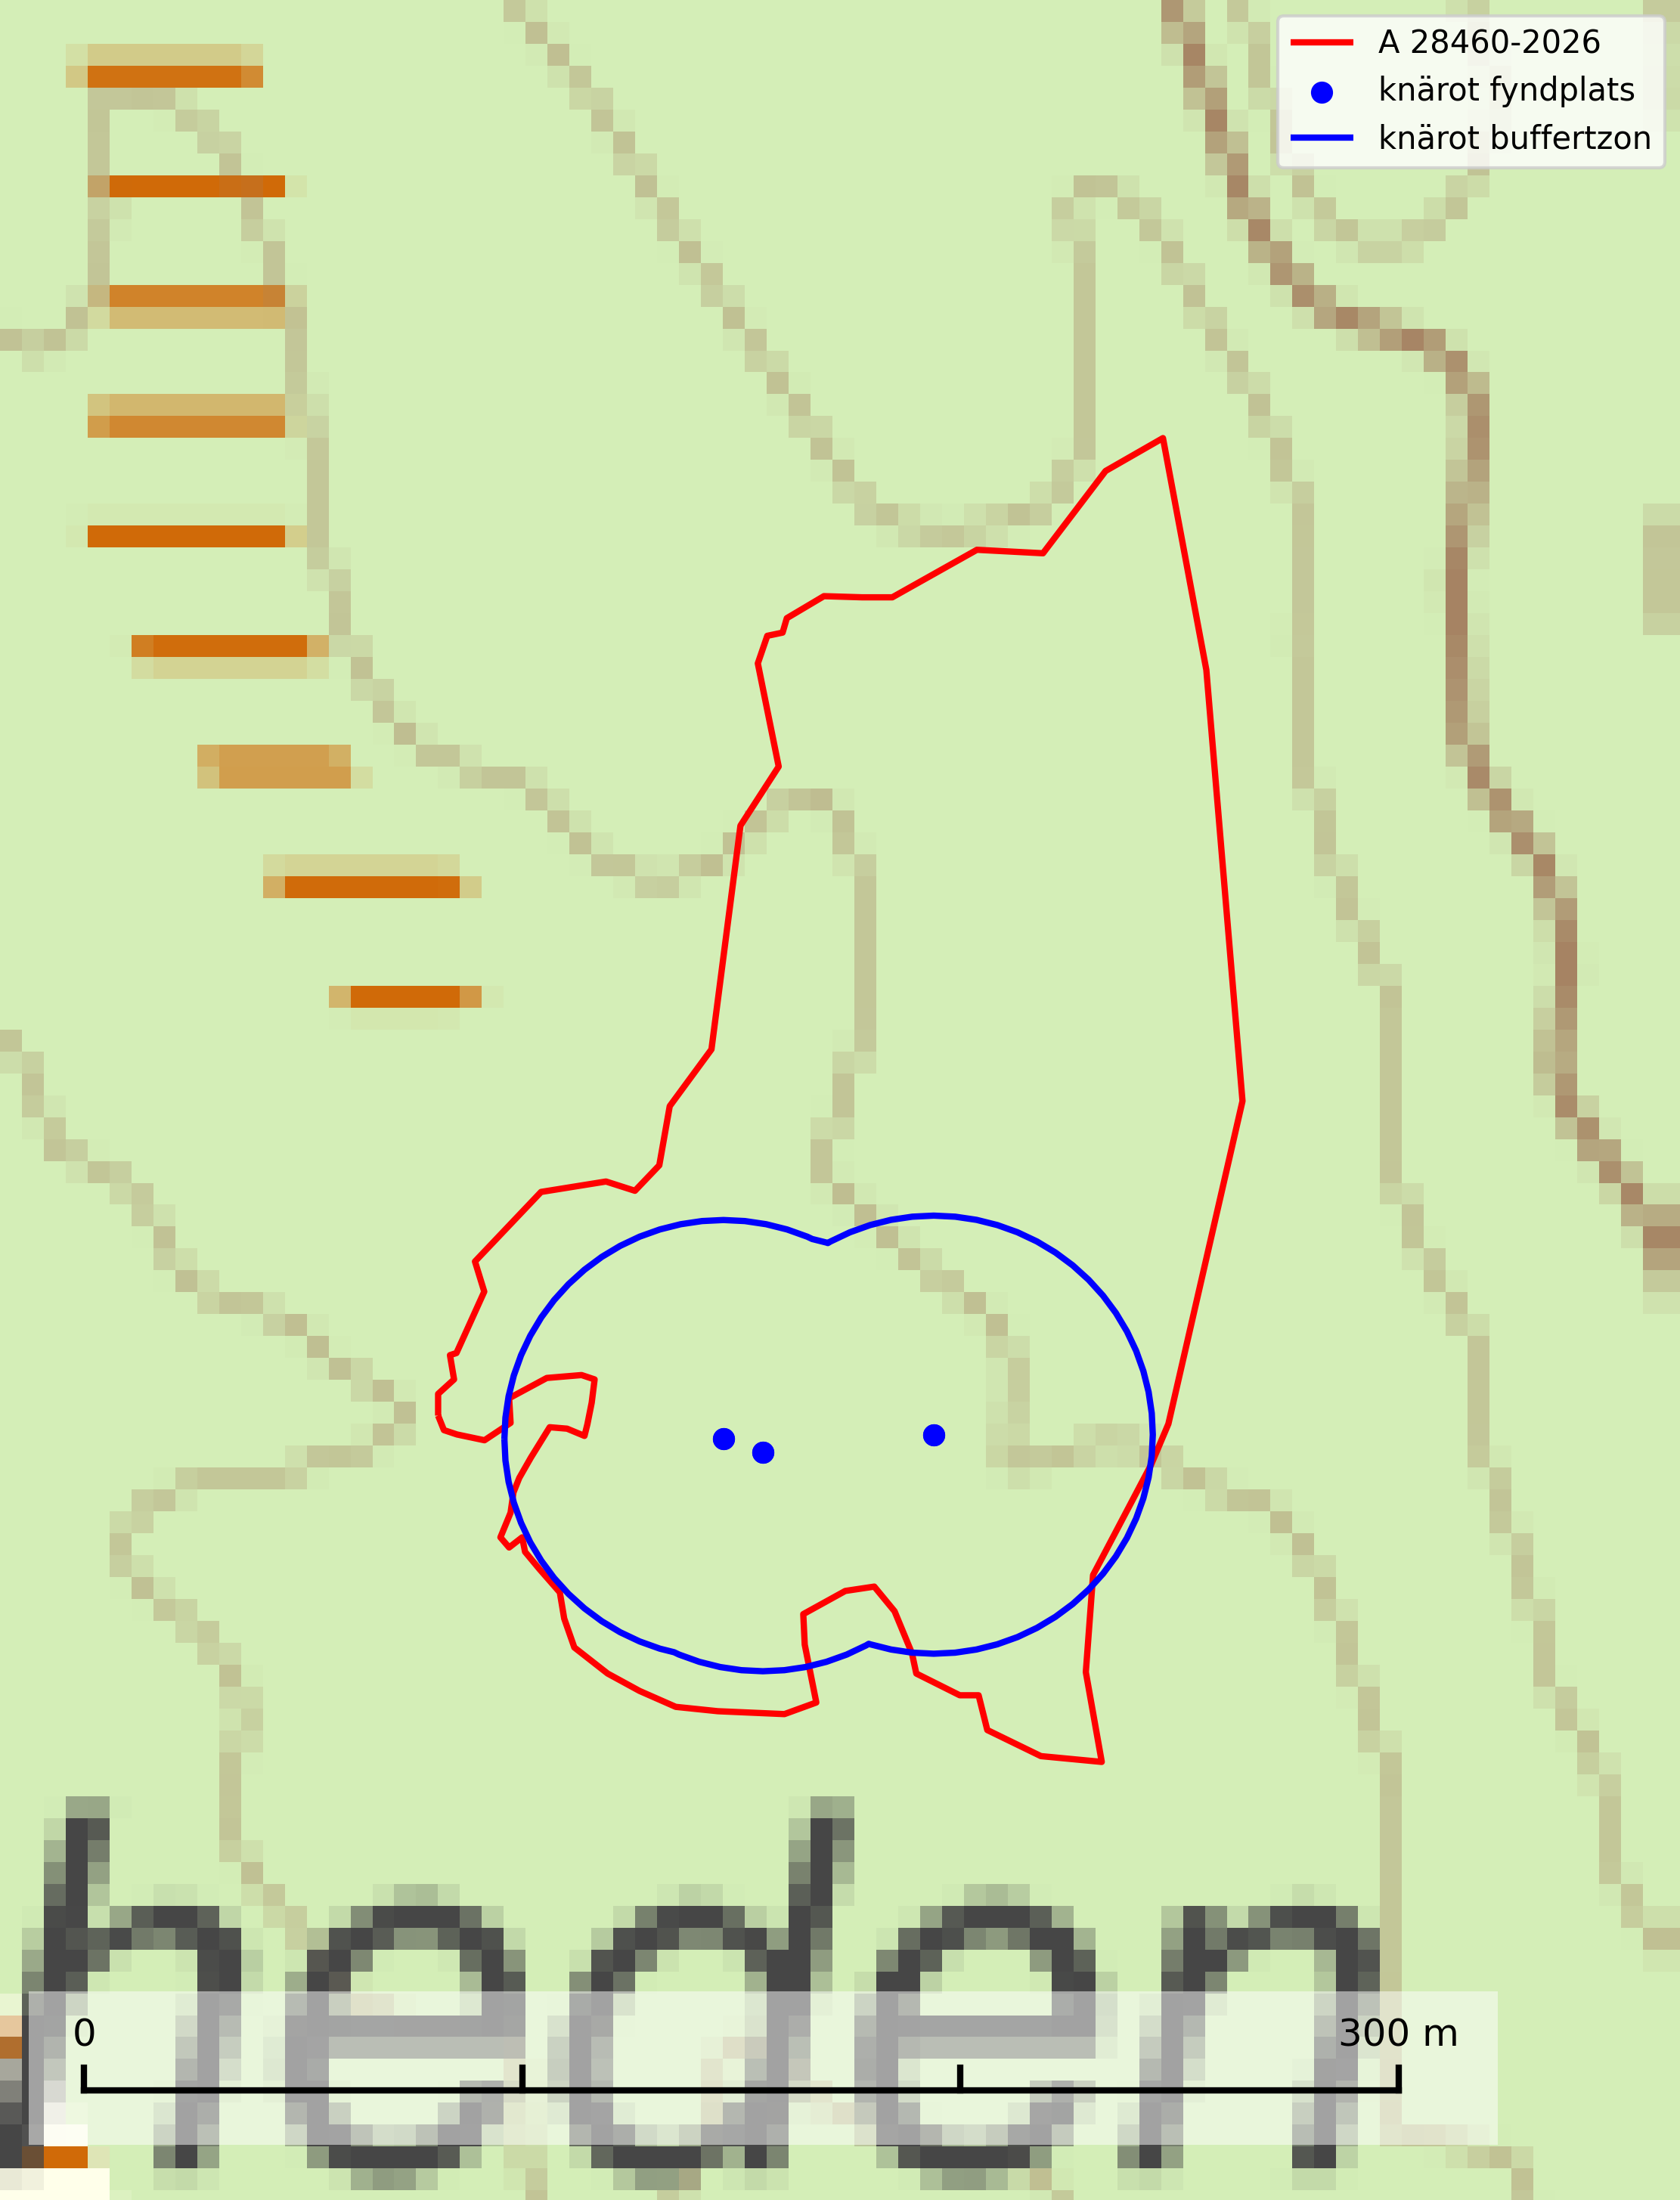 A 28460-2026
knärot fyndplats
knärot buffertzon
heden
0 300 m